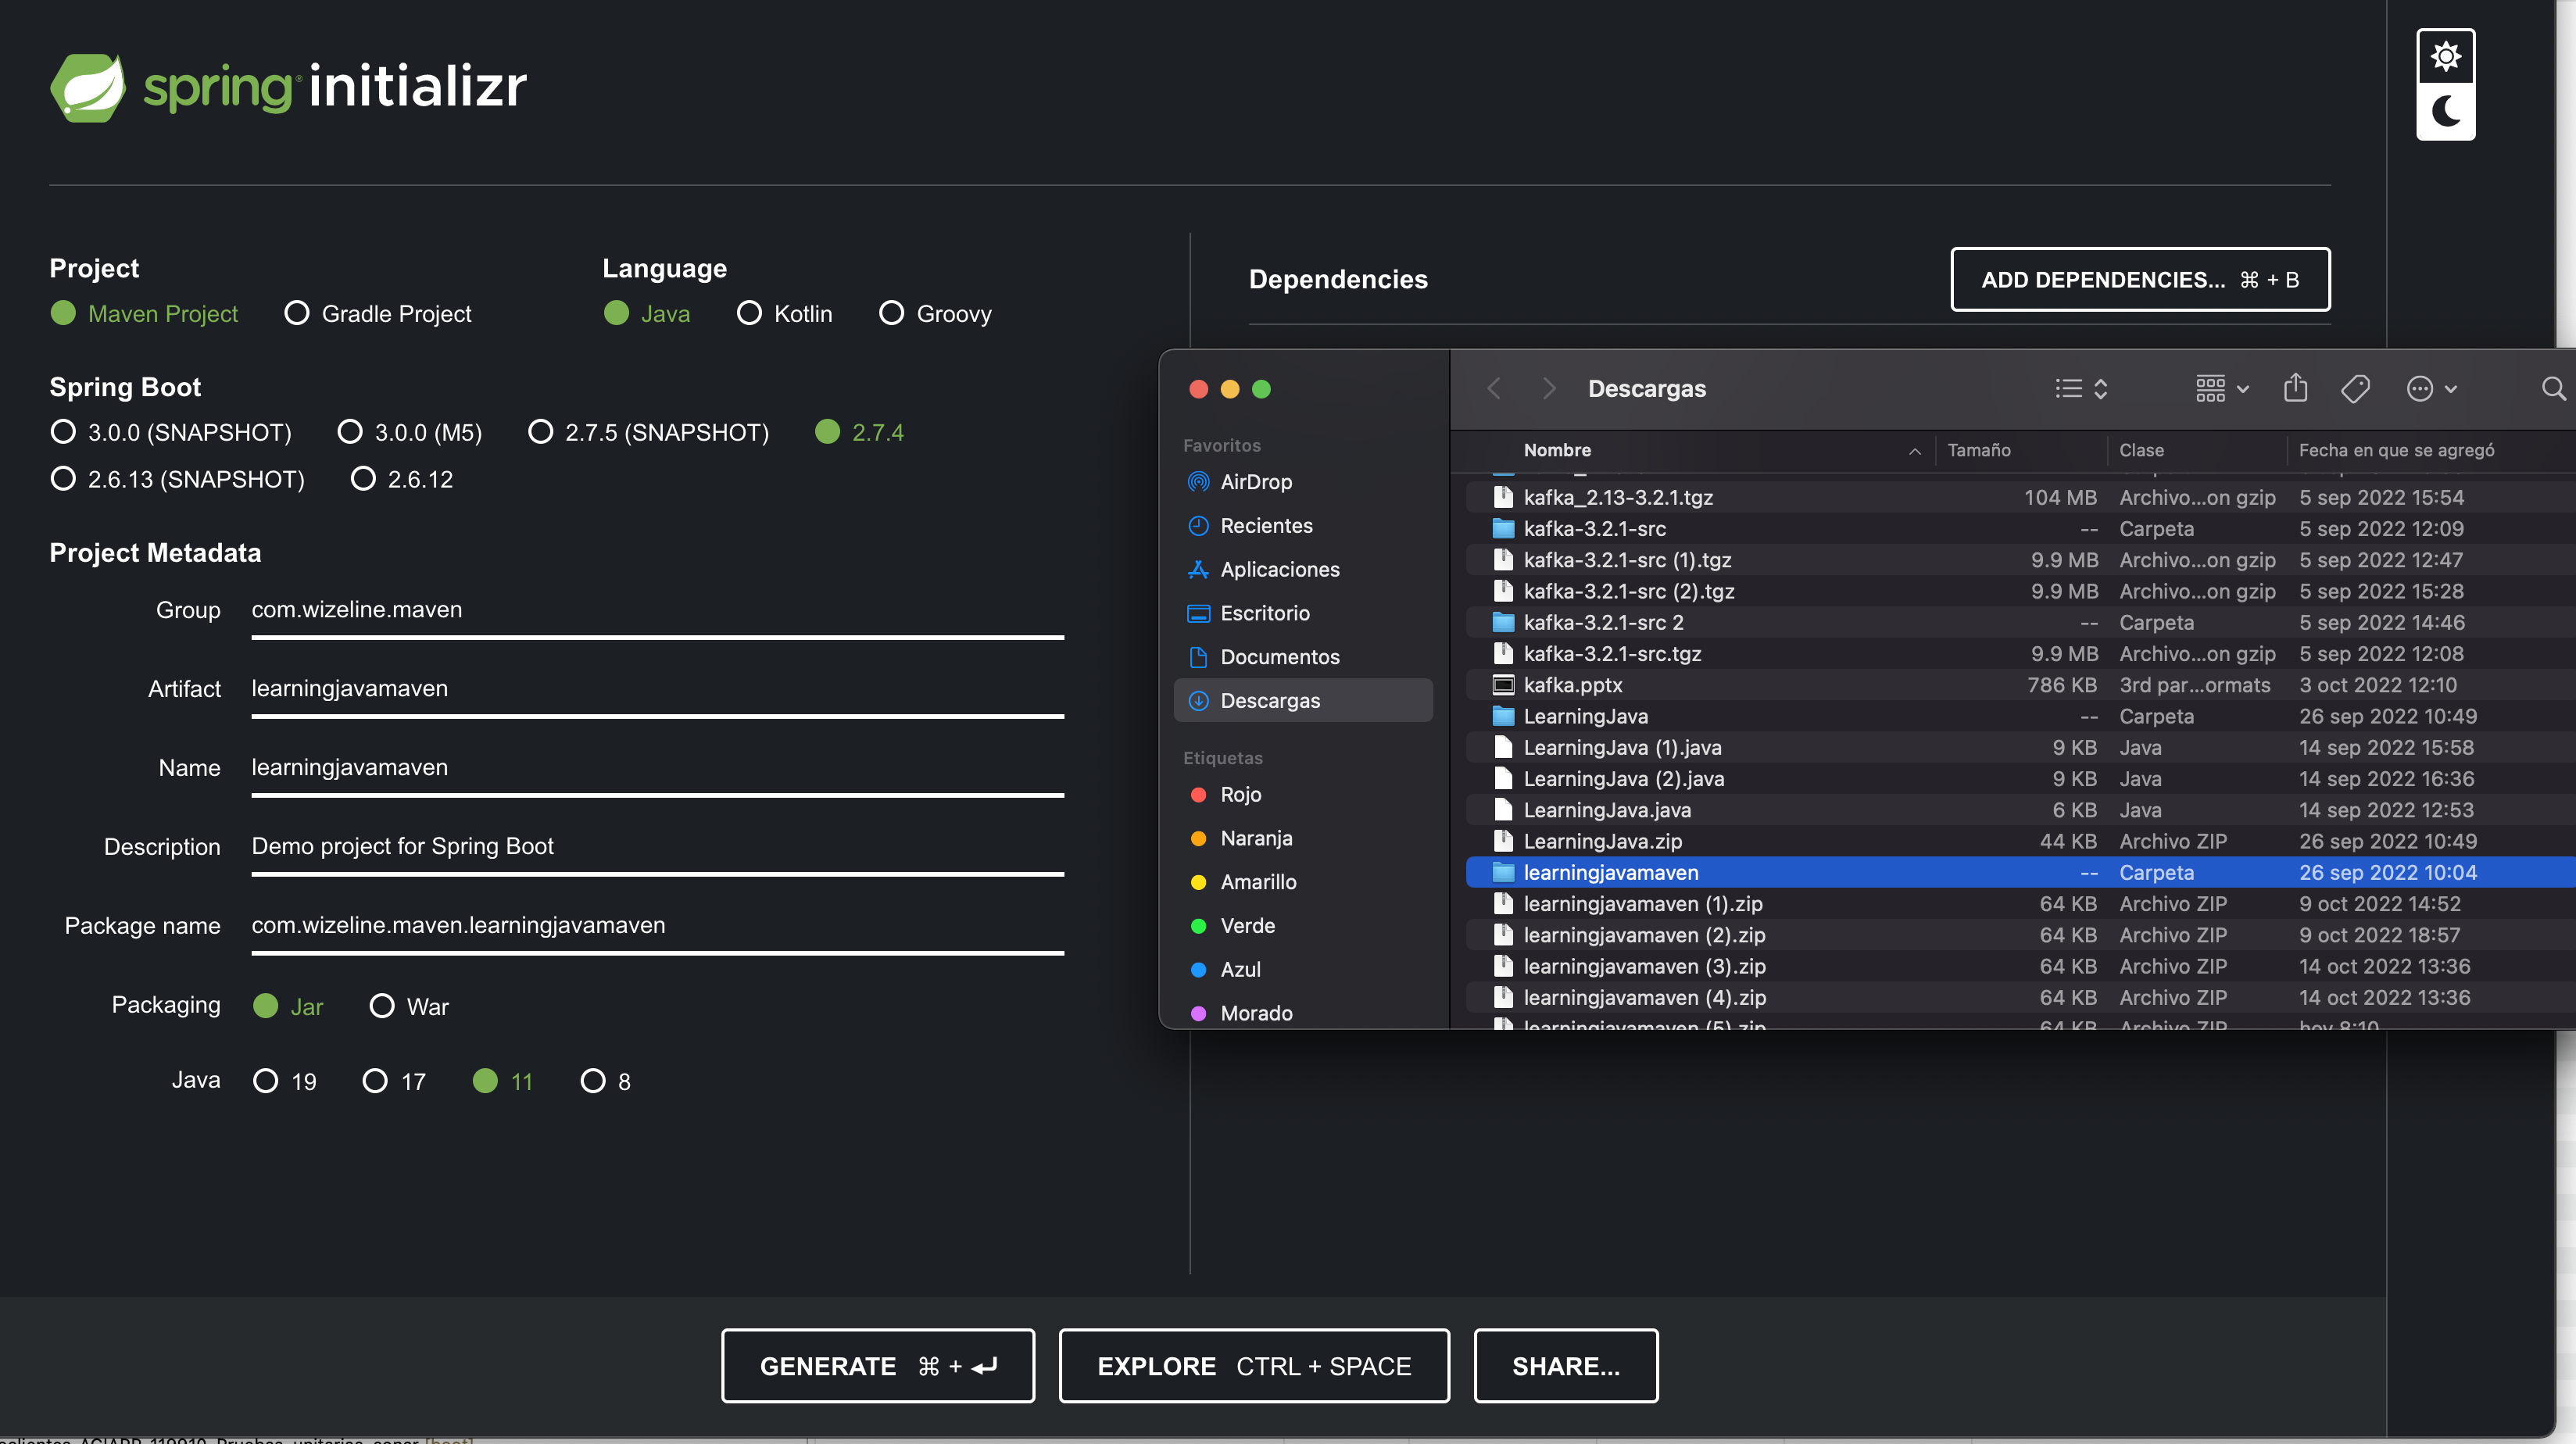 spring initializr
Project
Maven Project Gradle Project
Language
Java Kotlin Groovy
Spring Boot
3.0.0 (SNAPSHOT) 3.0.0 (M5) 2.7.5 (SNAPSHOT) 2.7.4
2.6.13 (SNAPSHOT) 2.6.12
Project Metadata
Group com.wizeline.maven
Artifact learningjavamaven
Name learningjavamaven
Description Demo project for Spring Boot
Package name com.wizeline.maven.learningjavamaven
Packaging Jar War
Java 19 17 11 8
Dependencies
ADD DEPENDENCIES... ⌘ + B
Descargas
Favoritos
AirDrop
Recientes
Aplicaciones
Escritorio
Documentos
Descargas
Etiquetas
Rojo
Naranja
Amarillo
Verde
Azul
Morado
Nombre Tamaño Clase Fecha en que se agregó
kafka_2.13-3.2.1.tgz 104 MB Archivo...on gzip 5 sep 2022 15:54
kafka-3.2.1-src -- Carpeta 5 sep 2022 12:09
kafka-3.2.1-src (1).tgz 9.9 MB Archivo...on gzip 5 sep 2022 12:47
kafka-3.2.1-src (2).tgz 9.9 MB Archivo...on gzip 5 sep 2022 15:28
kafka-3.2.1-src 2 -- Carpeta 5 sep 2022 14:46
kafka-3.2.1-src.tgz 9.9 MB Archivo...on gzip 5 sep 2022 12:08
kafka.pptx 786 KB 3rd par...ormats 3 oct 2022 12:10
LearningJava -- Carpeta 26 sep 2022 10:49
LearningJava (1).java 9 KB Java 14 sep 2022 15:58
LearningJava (2).java 9 KB Java 14 sep 2022 16:36
LearningJava.java 6 KB Java 14 sep 2022 12:53
LearningJava.zip 44 KB Archivo ZIP 26 sep 2022 10:49
learningjavamaven -- Carpeta 26 sep 2022 10:04
learningjavamaven (1).zip 64 KB Archivo ZIP 9 oct 2022 14:52
learningjavamaven (2).zip 64 KB Archivo ZIP 9 oct 2022 18:57
learningjavamaven (3).zip 64 KB Archivo ZIP 14 oct 2022 13:36
learningjavamaven (4).zip 64 KB Archivo ZIP 14 oct 2022 13:36
learningjavamaven (5).zip 64 KB Archivo ZIP hoy 8:10
GENERATE ⌘ + ↵
EXPLORE CTRL + SPACE
SHARE...